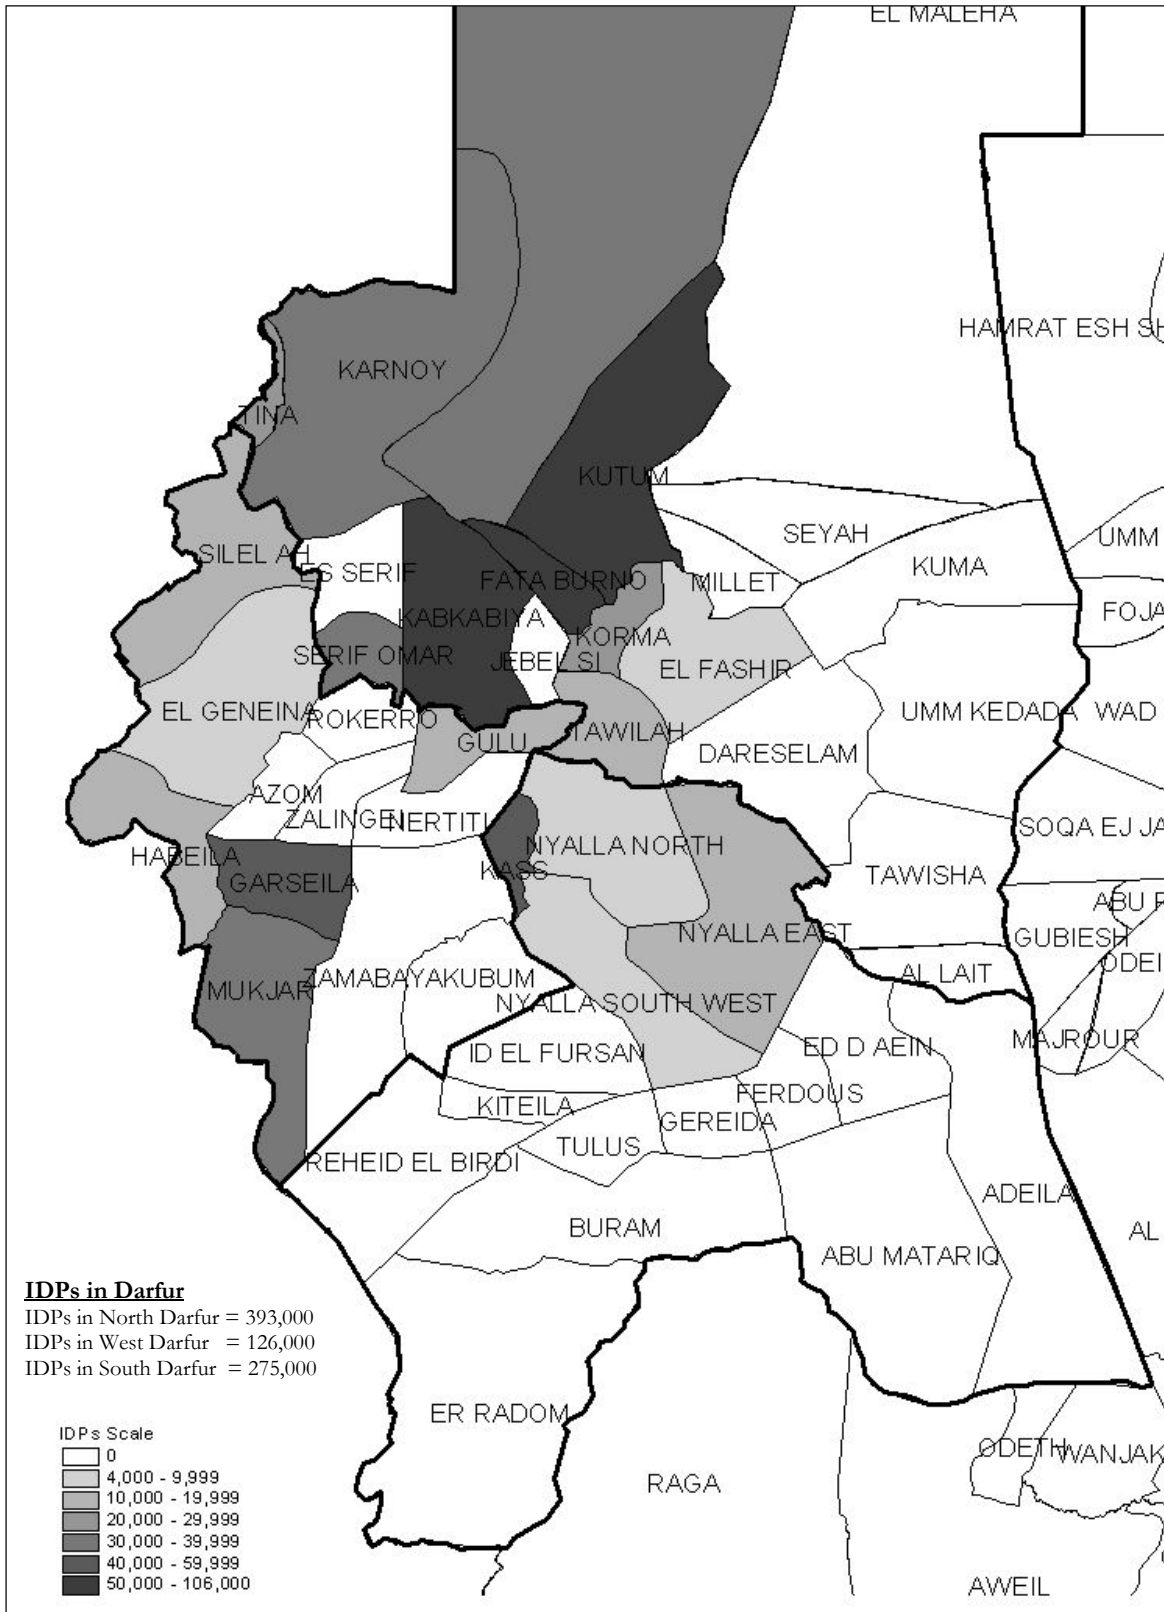 EL MALEHA
HAMRAT ESH SH
KARNOY
TINA
KUTUM
SEYAH
UMM
SILEL AH
ES SERIF
FATA BURNO
MILLET
KUMA
KABKABIYA
FOJA
KORMA
SERIF OMAR
JEBEL SI
EL FASHIR
EL GENEINA
ROKERRO
GULU
TAWILAH
UMM KEDADA
WAD
DARESELAM
AZOM
ZALINGEI
NERTITI
SOQA EJ JA
HABEILA
NYALLA NORTH
GARSEILA
KASS
TAWISHA
ABU
NYALLA EAST
GUBIESH
ODEI
AL LAIT
ZAMABAYAKUBUM
MUKJAR
NYALLA SOUTH WEST
MAJROUR
ID EL FURSAN
ED D AEIN
FERDOUS
KITEILA
GEREIDA
TULUS
REHEID EL BIRDI
ADEILA
BURAM
AL
ABU MATARIQ
IDPs in Darfur
IDPs in North Darfur = 393,000
IDPs in West Darfur = 126,000
IDPs in South Darfur = 275,000
ER RADOM
IDPs Scale
0
4,000 - 9,999
10,000 - 19,999
20,000 - 29,999
30,000 - 39,999
40,000 - 59,999
50,000 - 106,000
ODETH
WANJAK
RAGA
AWEIL